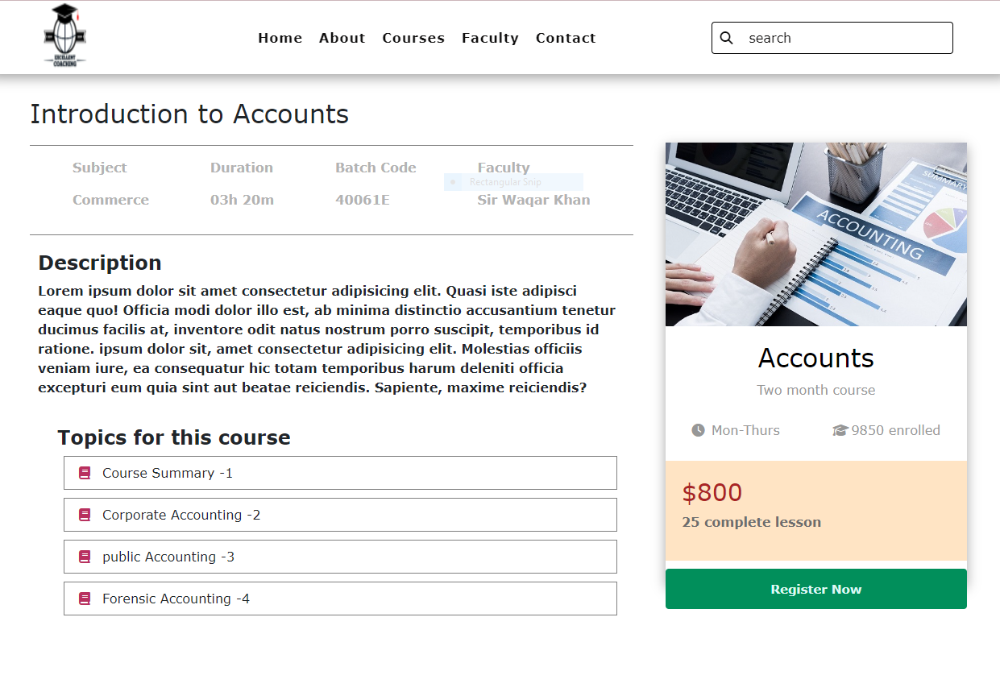 EXCELLENT
COACHING
Home About Courses Faculty Contact
search
Introduction to Accounts
Subject Duration Batch Code Faculty
Rectangular Snip
Commerce 03h 20m 40061E Sir Waqar Khan
Description
Lorem ipsum dolor sit amet consectetur adipisicing elit. Quasi iste adipisci
eaque quo! Officia modi dolor illo est, ab minima distinctio accusantium tenetur
ducimus facilis at, inventore odit natus nostrum porro suscipit, temporibus id
ratione. ipsum dolor sit, amet consectetur adipisicing elit. Molestias officiis
veniam iure, ea consequatur hic totam temporibus harum deleniti officia
excepturi eum quia sint aut beatae reiciendis. Sapiente, maxime reiciendis?
Topics for this course
Course Summary -1
Corporate Accounting -2
public Accounting -3
Forensic Accounting -4
SUMMARY
ACCOUNTING
Accounts
Two month course
Mon-Thurs 9850 enrolled
$800
25 complete lesson
Register Now